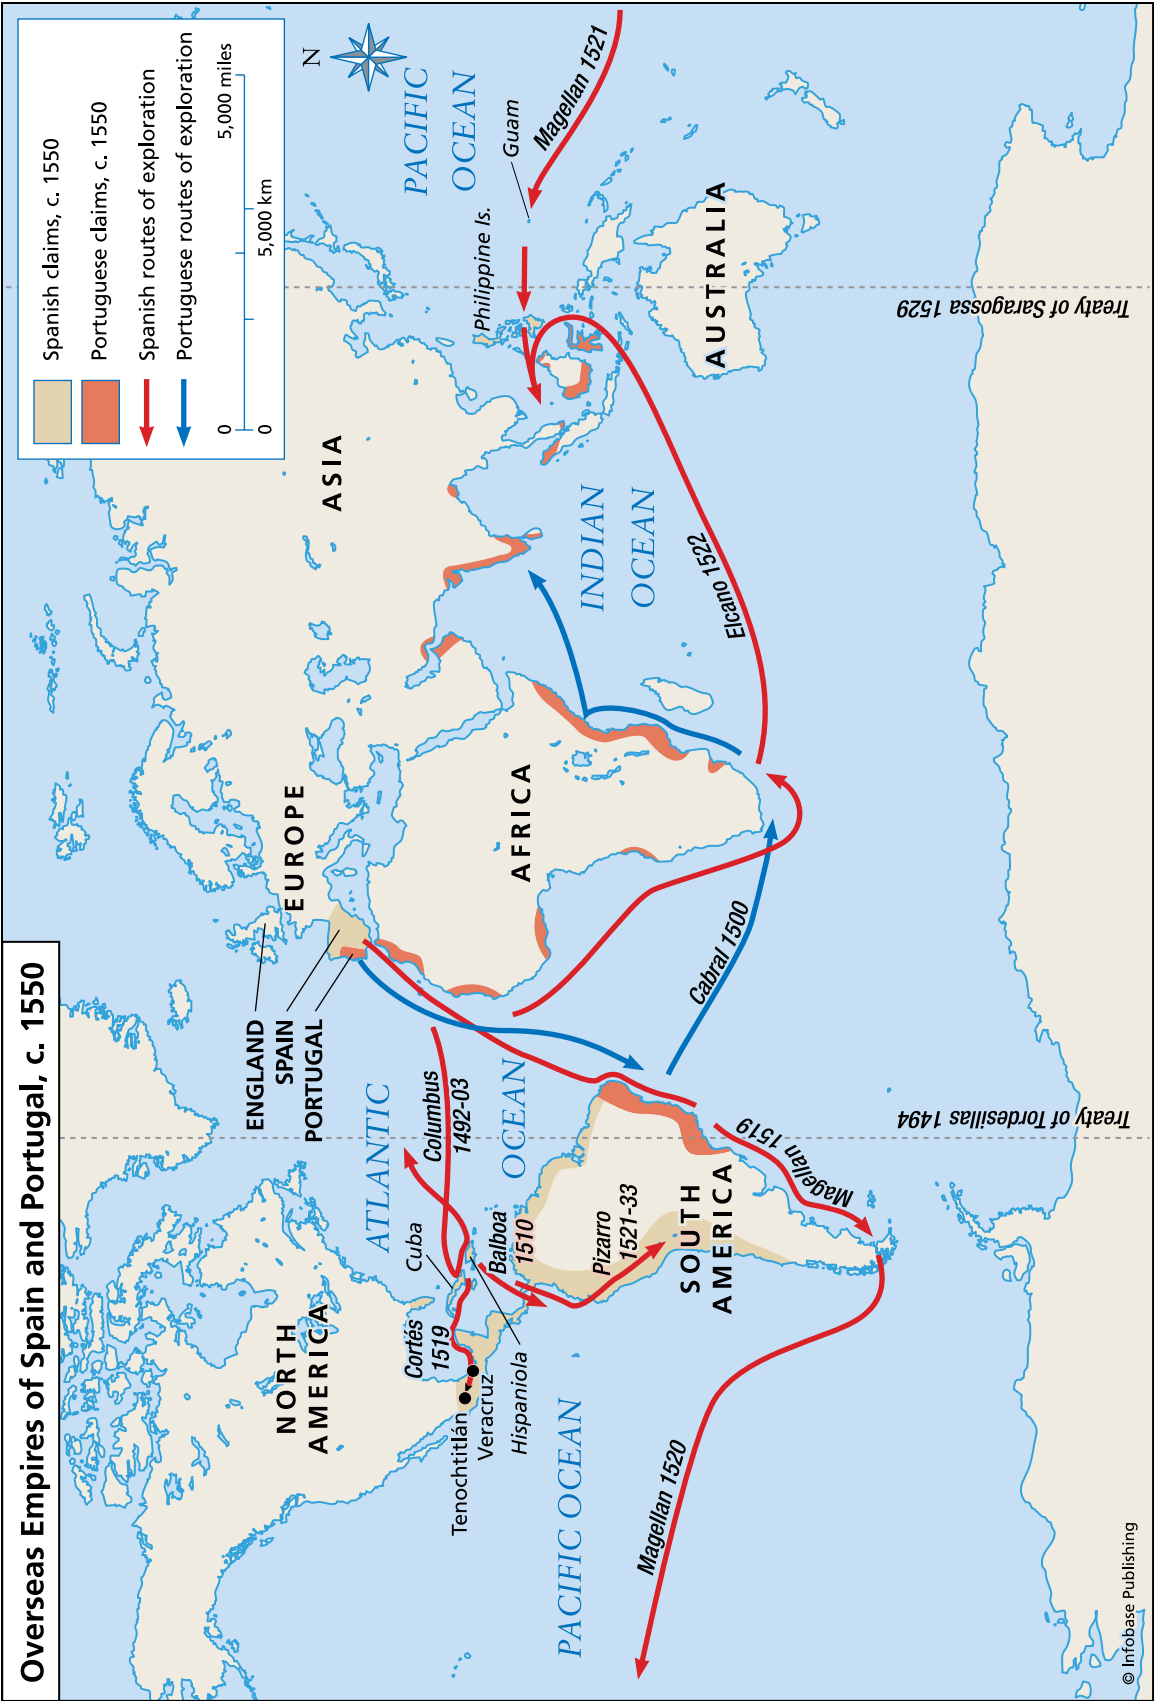 Overseas Empires of Spain and Portugal, c. 1550
Spanish claims, c. 1550
Portuguese claims, c. 1550
Spanish routes of exploration
Portuguese routes of exploration
0 5,000 miles
0 5,000 km
N
NORTH
AMERICA
ATLANTIC
OCEAN
ENGLAND
SPAIN
PORTUGAL
EUROPE
ASIA
PACIFIC
OCEAN
Guam
Magellan 1521
Philippine Is.
Columbus
1492-03
Cuba
Cortés
1519
Tenochtitlán
Veracruz
Hispaniola
Balboa
1510
Pizarro
1521-33
SOUTH
AMERICA
AFRICA
INDIAN
OCEAN
AUSTRALIA
PACIFIC OCEAN
Magellan 1520
Magellan 1519
Cabral 1500
Elcano 1522
Treaty of Tordesillas 1494
Treaty of Saragossa 1529
© Infobase Publishing